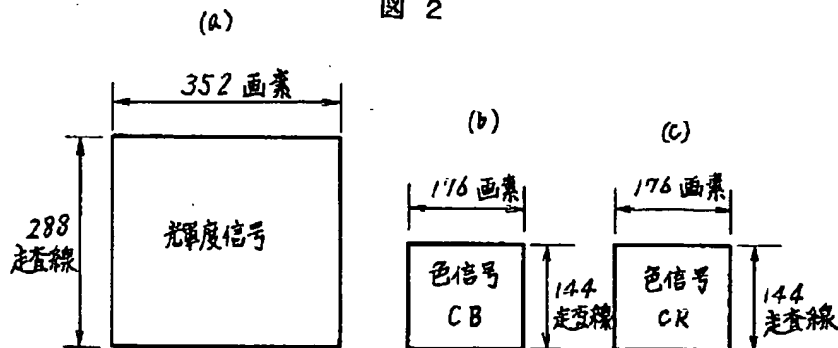 図 2
(a)
352 画素
288
走査線
輝度信号
(b)
176 画素
色信号
CB
144
走査線
(c)
176 画素
色信号
CR
144
走査線